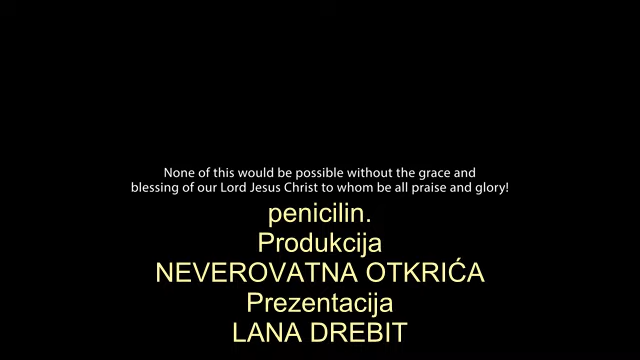 None of this would be possible without the grace and
blessing of our Lord Jesus Christ to whom be all praise and glory!
penicilin.
Produkcija
NEVEROVATNA OTKRIĆA
Prezentacija
LANA DREBIT